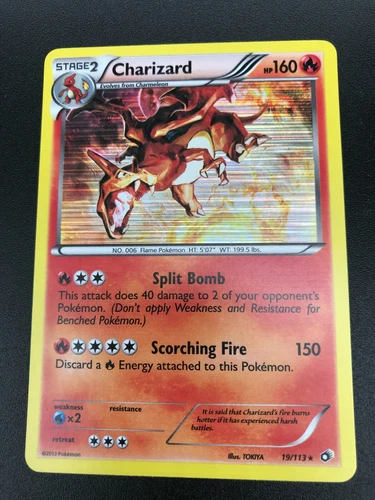 STAGE2 Charizard HP160
Evolves from Charmeleon
NO. 006 Flame Pokémon HT: 5'07" WT: 199.5 lbs.
Split Bomb
This attack does 40 damage to 2 of your opponent's
Pokémon. (Don't apply Weakness and Resistance for
Benched Pokémon.)
Scorching Fire 150
Discard a Energy attached to this Pokémon.
weakness resistance
×2
retreat
It is said that Charizard's fire burns
hotter if it has experienced harsh
battles.
©2013 Pokémon
illus. TOKIYA 19/113★